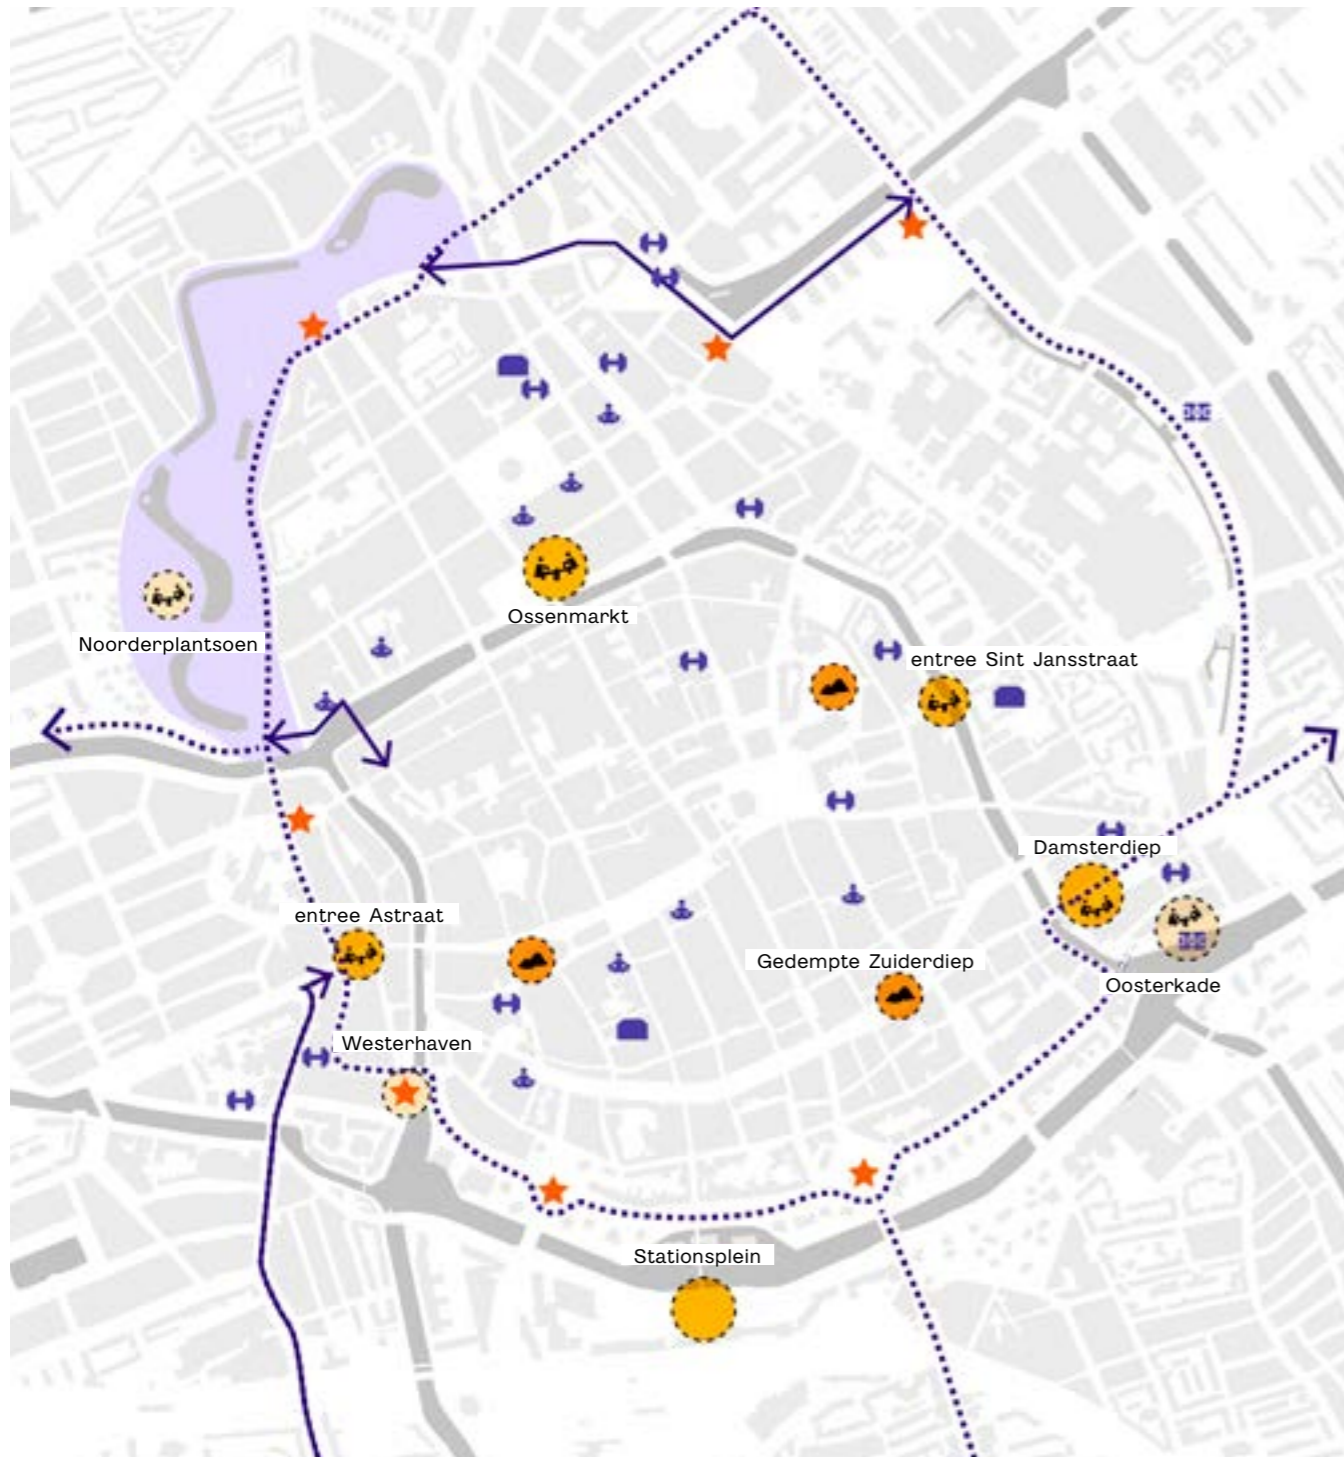 Ossenmarkt
Noorderplantsoen
entree Sint Jansstraat
Damsterdiep
entree Astraat
Gedempte Zuiderdiep
Oosterkade
Westerhaven
Stationsplein